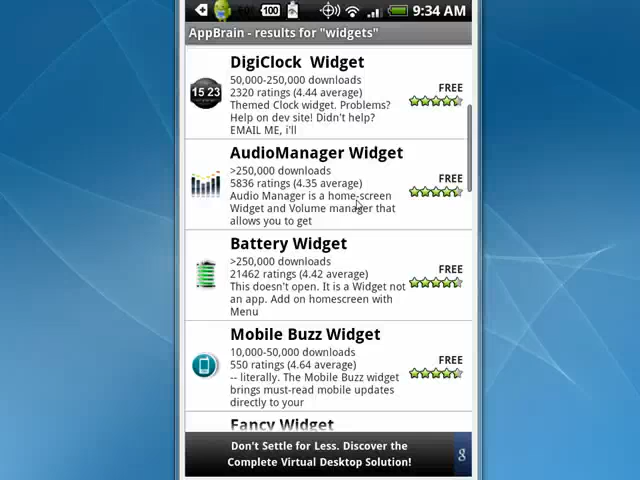 100
9:34 AM
AppBrain - results for "widgets"
DigiClock Widget
50,000-250,000 downloads
2320 ratings (4.44 average)
FREE
Themed Clock widget. Problems?
Help on dev site! Didn't help?
EMAIL ME, i'll
15 23
AudioManager Widget
>250,000 downloads
5836 ratings (4.35 average)
FREE
Audio Manager is a home-screen
Widget and Volume manager that
allows you to get
Battery Widget
>250,000 downloads
21462 ratings (4.42 average)
FREE
This doesn't open. It is a Widget not
an app. Add on homescreen with
Menu
Mobile Buzz Widget
10,000-50,000 downloads
550 ratings (4.64 average)
FREE
-- literally. The Mobile Buzz widget
brings must-read mobile updates
directly to your
Fancy Widget
Don't Settle for Less. Discover the
Complete Virtual Desktop Solution!
g